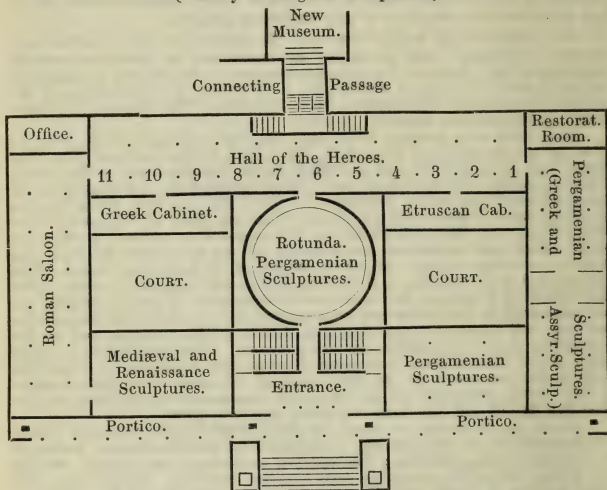 New
Museum.
Connecting Passage
Office.
Restorat.
Room.
Hall of the Heroes.
11 · 10 · 9 · 8 · 7 · 6 · 5 · 4 · 3 · 2 · 1
Greek Cabinet.
Etruscan Cab.
Rotunda.
Pergamenian
Sculptures.
COURT.
COURT.
Roman Saloon.
Pergamenian
(Greek and
Sculptures.
Assyr. Sculp.)
Mediæval and
Renaissance
Sculptures.
Entrance.
Pergamenian
Sculptures.
Portico.
Portico.